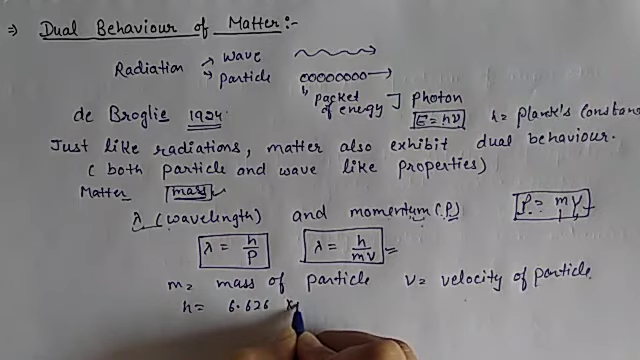 ⇒ Dual Behaviour of Matter:-
Radiation → wave
→ particle
→ packet of energy ] photon
E = hν
h = Plank's Constan
de Broglie 1924
Just like radiations, matter also exhibit dual behaviour.
( both particle and wave like properties)
Matter mass
λ (wavelength) and momentum (P) P = mv
λ = h/P λ = h/mv =
m = mass of particle v = velocity of particle
h = 6.626 x